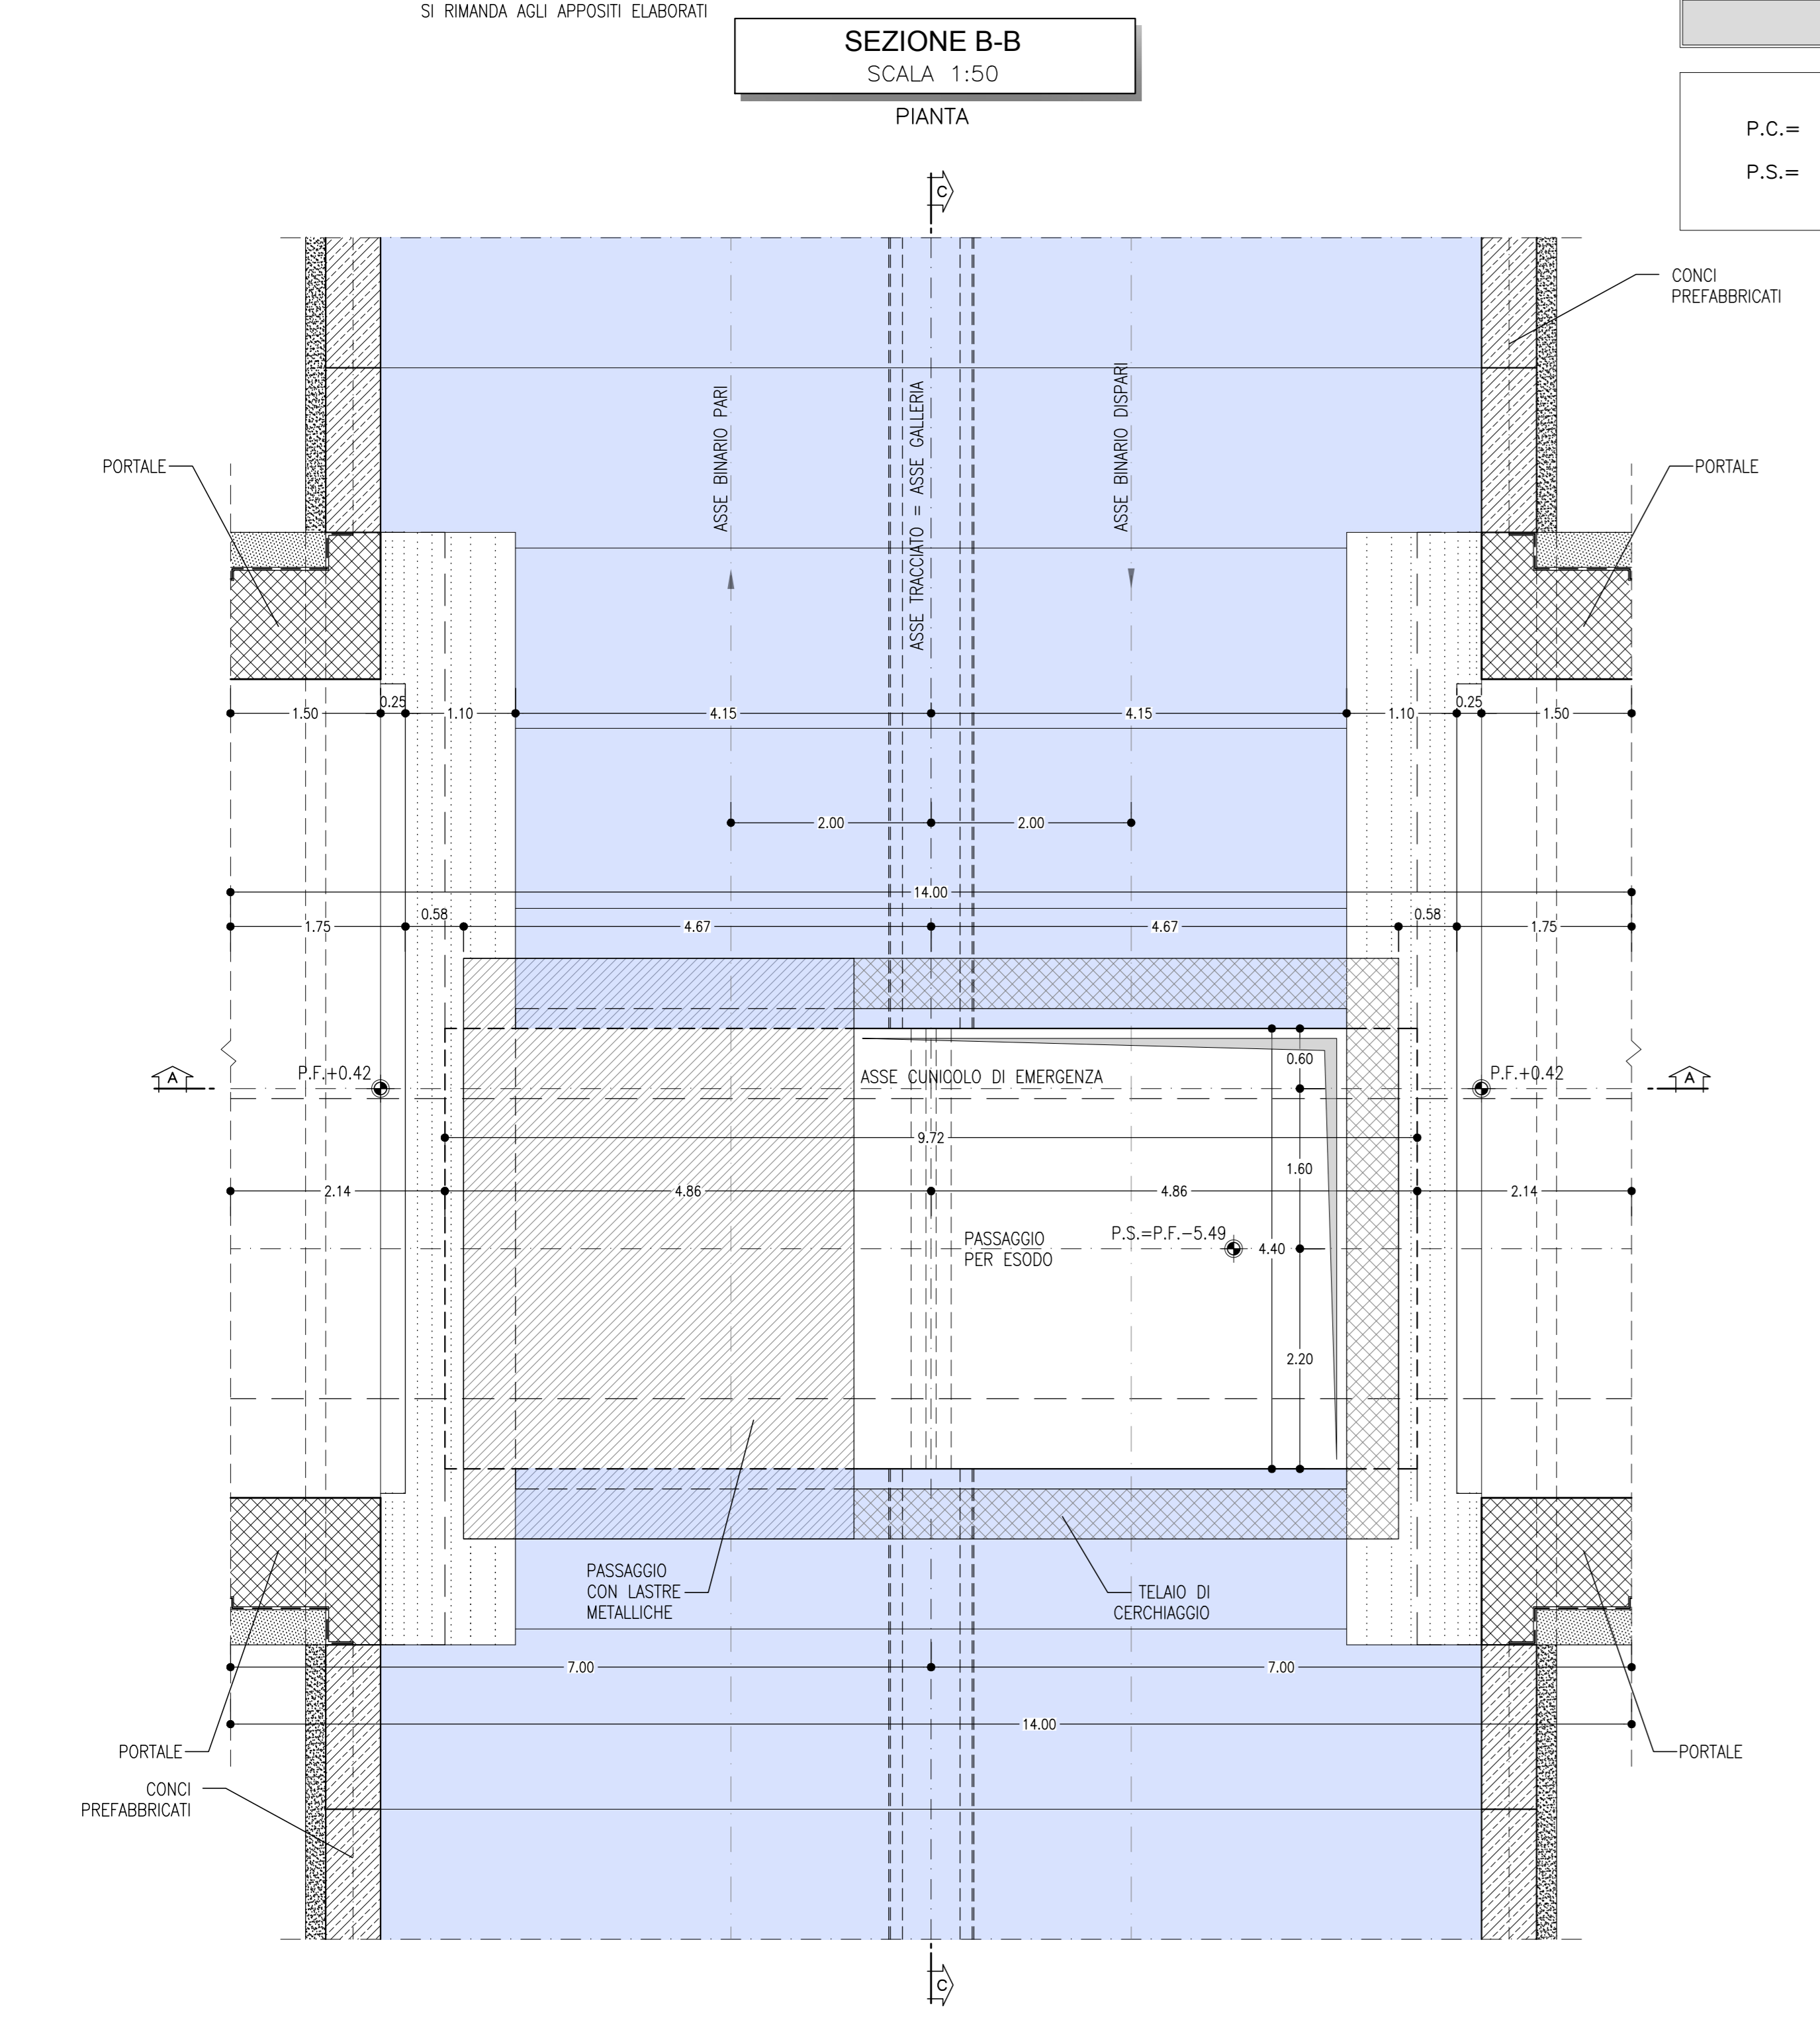 SI RIMANDA AGLI APPOSITI ELABORATI
SEZIONE B-B
SCALA 1:50
PIANTA
P.C.=
P.S.=
C
CONCI
PREFABBRICATI
ASSE BINARIO PARI
ASSE TRACCIATO = ASSE GALLERIA
ASSE BINARIO DISPARI
PORTALE
PORTALE
1.50
0.25
1.10
4.15
4.15
1.10
0.25
1.50
2.00
2.00
14.00
1.75
0.58
4.67
4.67
0.58
1.75
0.60
A
P.F.+0.42
ASSE CUNICOLO DI EMERGENZA
P.F.+0.42
A
9.72
1.60
2.14
4.86
4.86
2.14
PASSAGGIO
PER ESODO
P.S.=P.F.−5.49
4.40
2.20
PASSAGGIO
CON LASTRE
METALLICHE
TELAIO DI
CERCHIAGGIO
7.00
7.00
14.00
PORTALE
PORTALE
CONCI
PREFABBRICATI
C